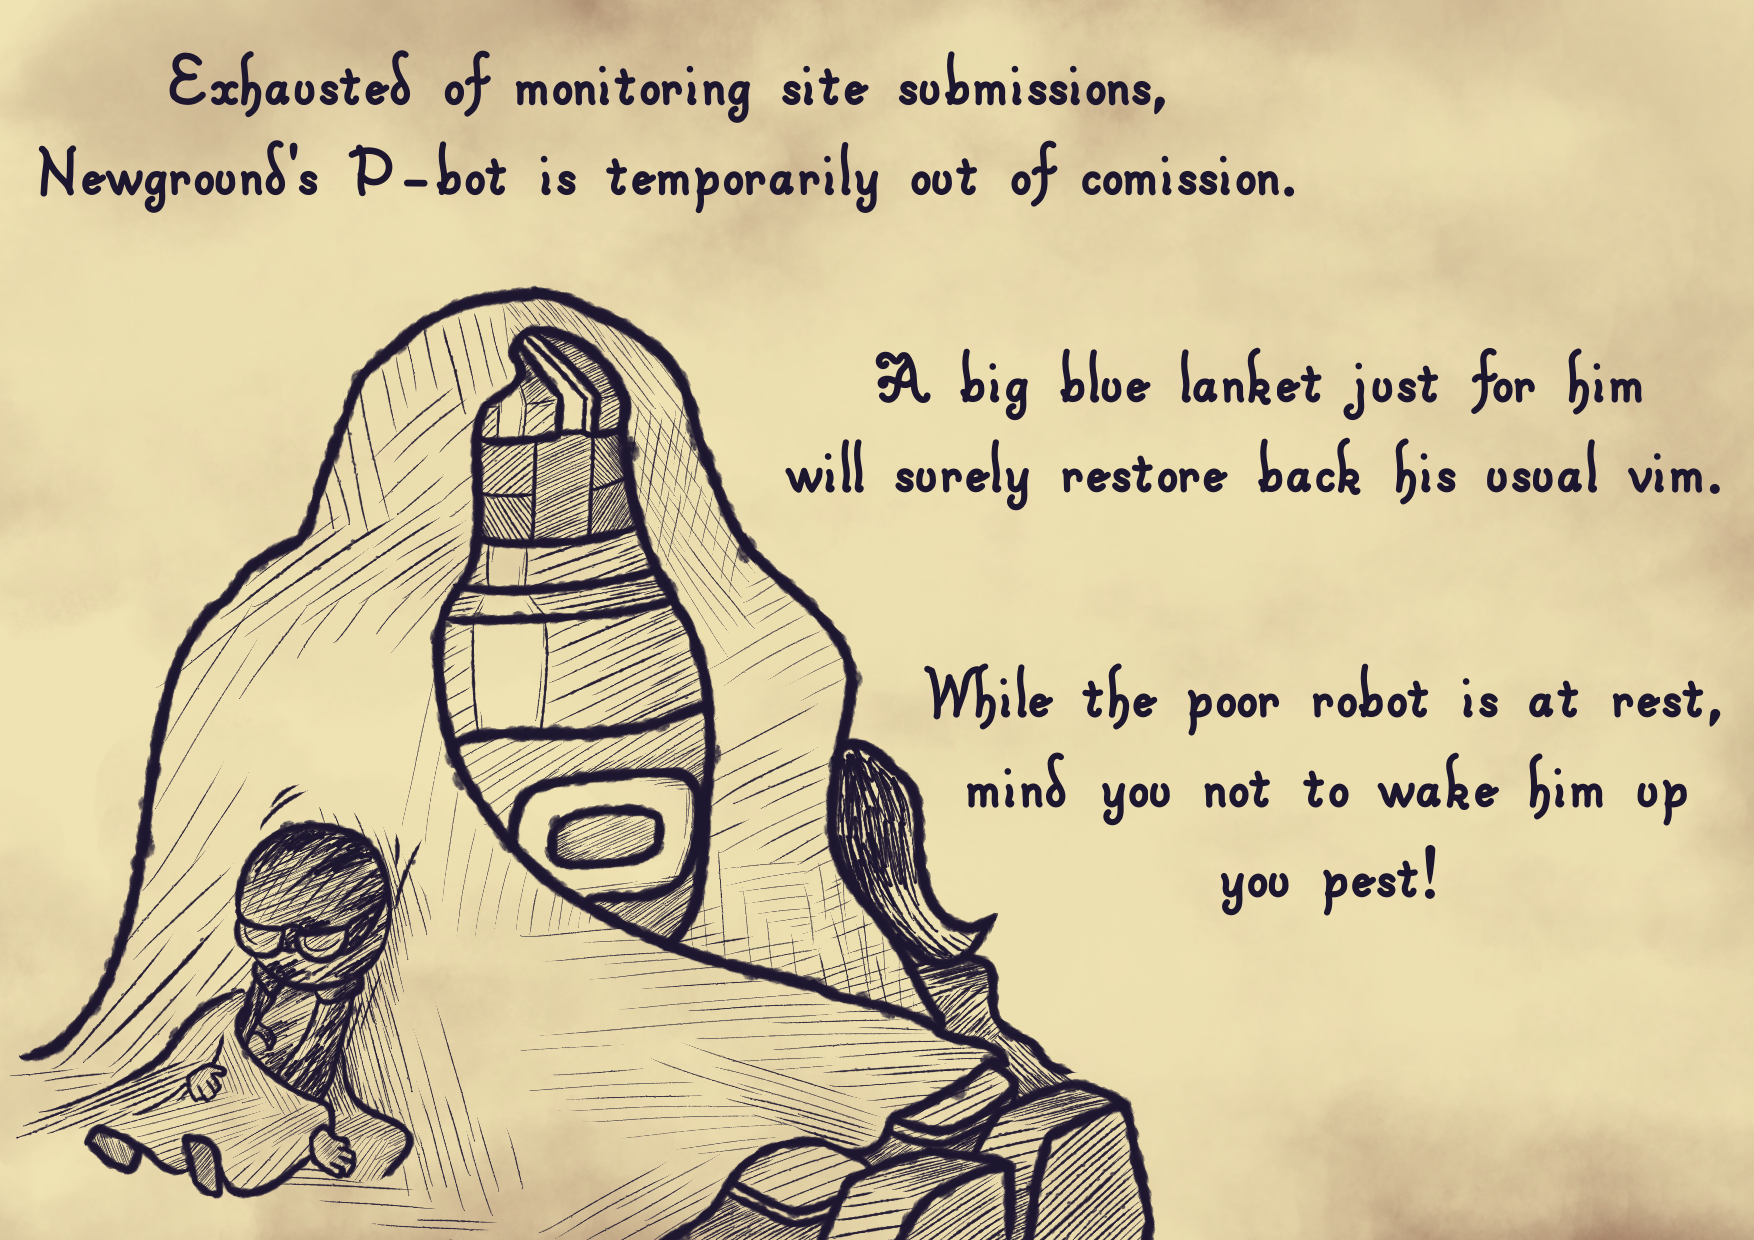 Exhausted of monitoring site submissions,
Newground's P-bot is temporarily out of comission.
A big blue lanket just for him
will surely restore back his usual vim.
While the poor robot is at rest,
mind you not to wake him up
you pest!